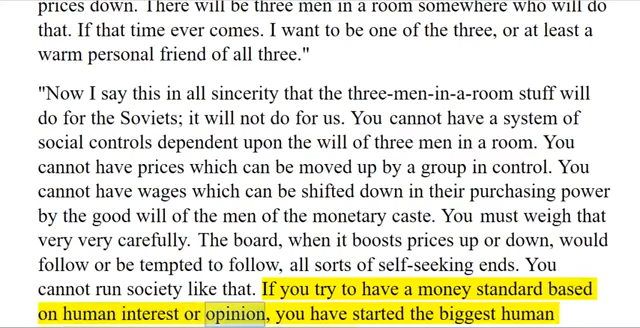 prices down. There will be three men in a room somewhere who will do
that. If that time ever comes. I want to be one of the three, or at least a
warm personal friend of all three."
"Now I say this in all sincerity that the three-men-in-a-room stuff will
do for the Soviets; it will not do for us. You cannot have a system of
social controls dependent upon the will of three men in a room. You
cannot have prices which can be moved up by a group in control. You
cannot have wages which can be shifted down in their purchasing power
by the good will of the men of the monetary caste. You must weigh that
very very carefully. The board, when it boosts prices up or down, would
follow or be tempted to follow, all sorts of self-seeking ends. You
cannot run society like that. If you try to have a money standard based
on human interest or opinion, you have started the biggest human